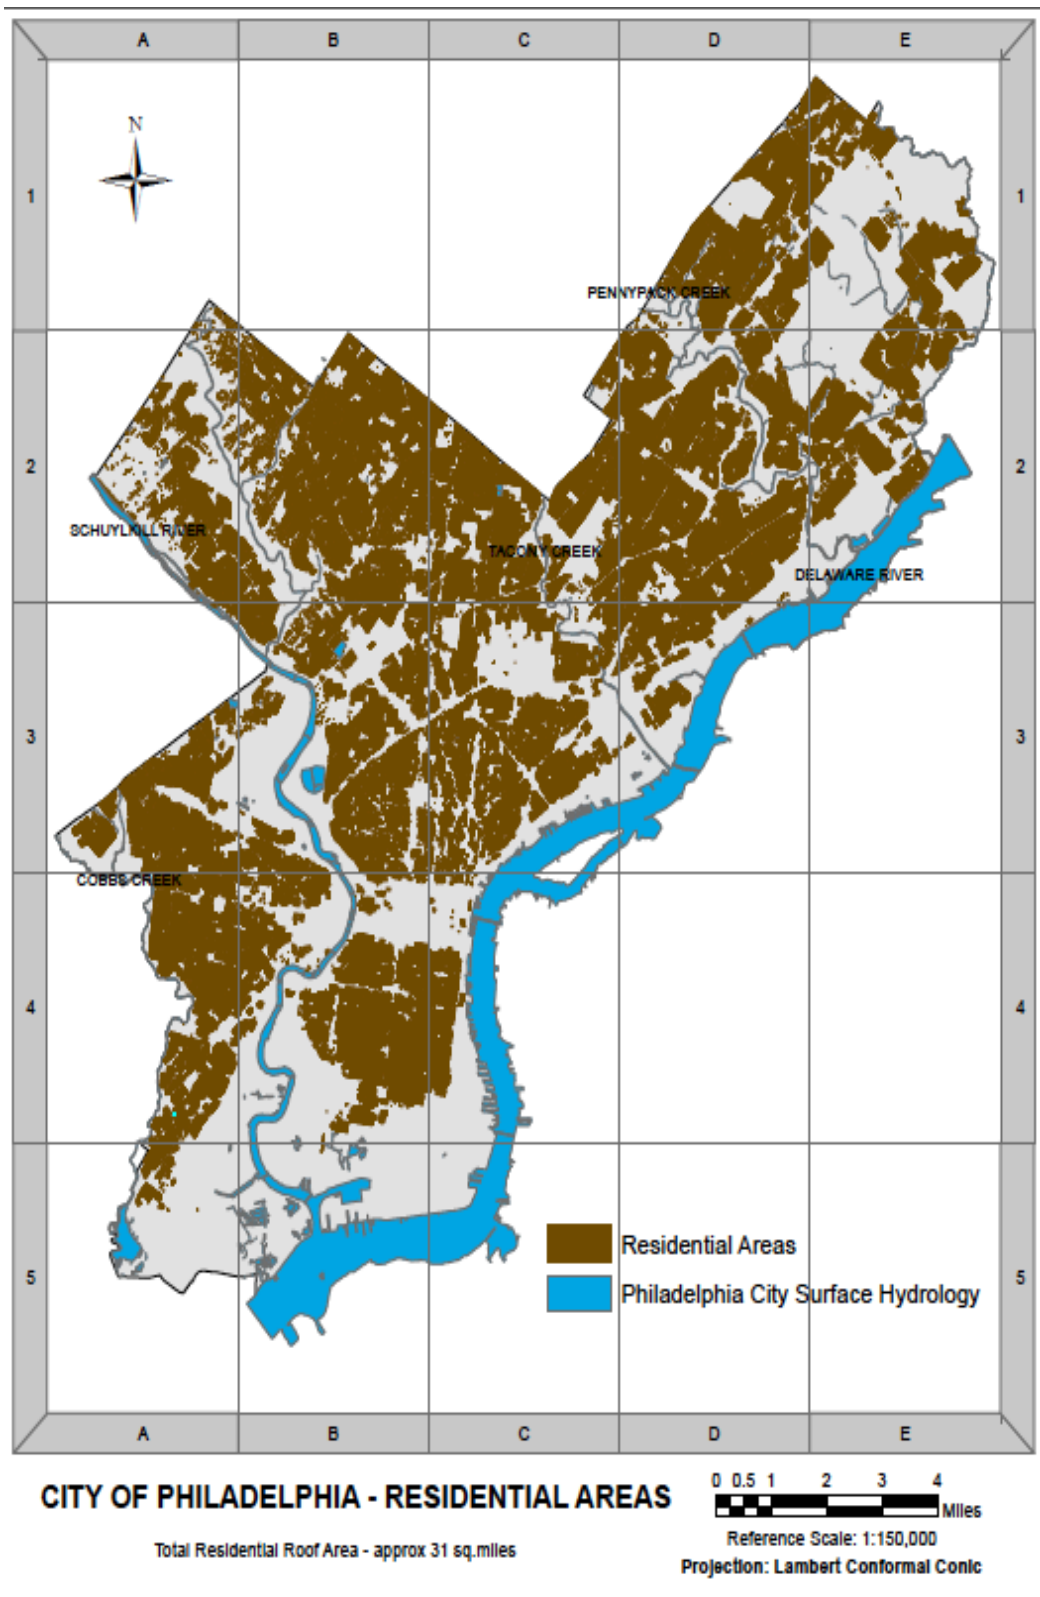 A B C D E
N
1 1
PENNYPACK CREEK
2 2
SCHUYLKILL RIVER
TACONY CREEK
DELAWARE RIVER
3 3
COBBS CREEK
4 4
Residential Areas
5 5
Philadelphia City Surface Hydrology
A B C D E
CITY OF PHILADELPHIA - RESIDENTIAL AREAS
0 0.5 1 2 3 4
Miles
Total Residential Roof Area - approx 31 sq.miles
Reference Scale: 1:150,000
Projection: Lambert Conformal Conic